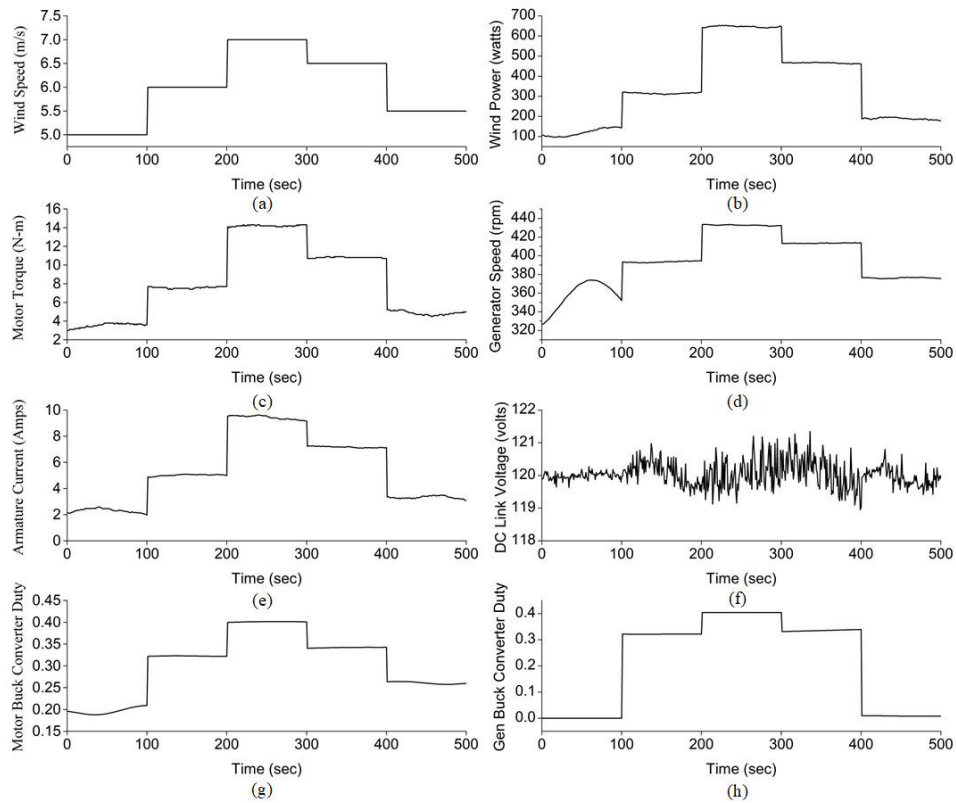 Wind Speed (m/s)
7.5
7.0
6.5
6.0
5.5
5.0
0 100 200 300 400 500
Time (sec)
(a)
Wind Power (watts)
700
600
500
400
300
200
100
0 100 200 300 400 500
Time (sec)
(b)
Motor Torque (N-m)
16
14
12
10
8
6
4
2
0 100 200 300 400 500
Time (sec)
(c)
Generator Speed (rpm)
440
420
400
380
360
340
320
0 100 200 300 400 500
Time (sec)
(d)
Armature Current (Amps)
10
8
6
4
2
0
0 100 200 300 400 500
Time (sec)
(e)
DC Link Voltage (volts)
122
121
120
119
118
0 100 200 300 400 500
Time (sec)
(f)
Motor Buck Converter Duty
0.45
0.40
0.35
0.30
0.25
0.20
0.15
0 100 200 300 400 500
Time (sec)
(g)
Gen Buck Converter Duty
0.4
0.3
0.2
0.1
0.0
0 100 200 300 400 500
Time (sec)
(h)